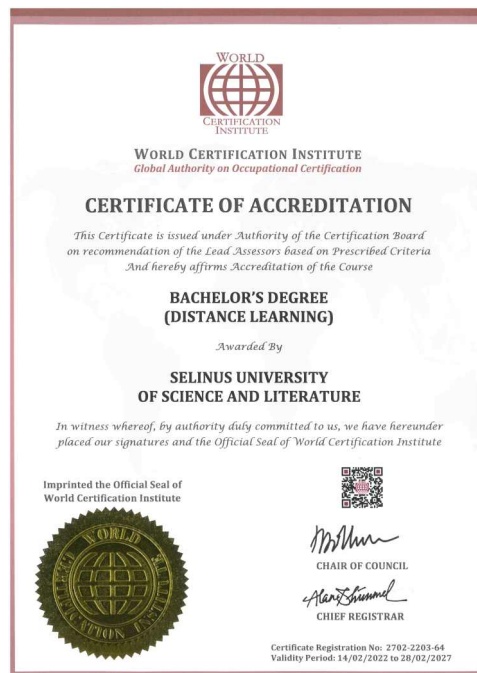 WORLD
CERTIFICATION
INSTITUTE
WORLD CERTIFICATION INSTITUTE
Global Authority on Occupational Certification
CERTIFICATE OF ACCREDITATION
This Certificate is issued under Authority of the Certification Board
on recommendation of the Lead Assessors based on Prescribed Criteria
And hereby affirms Accreditation of the Course
BACHELOR'S DEGREE
(DISTANCE LEARNING)
Awarded By
SELINUS UNIVERSITY
OF SCIENCE AND LITERATURE
In witness whereof, by authority duly committed to us, we have hereunder
placed our signatures and the Official Seal of World Certification Institute
Imprinted the Official Seal of
World Certification Institute
WORLD
CHAIR OF COUNCIL
CHIEF REGISTRAR
Certificate Registration No: 2702-2203-64
Validity Period: 14/02/2022 to 28/02/2027